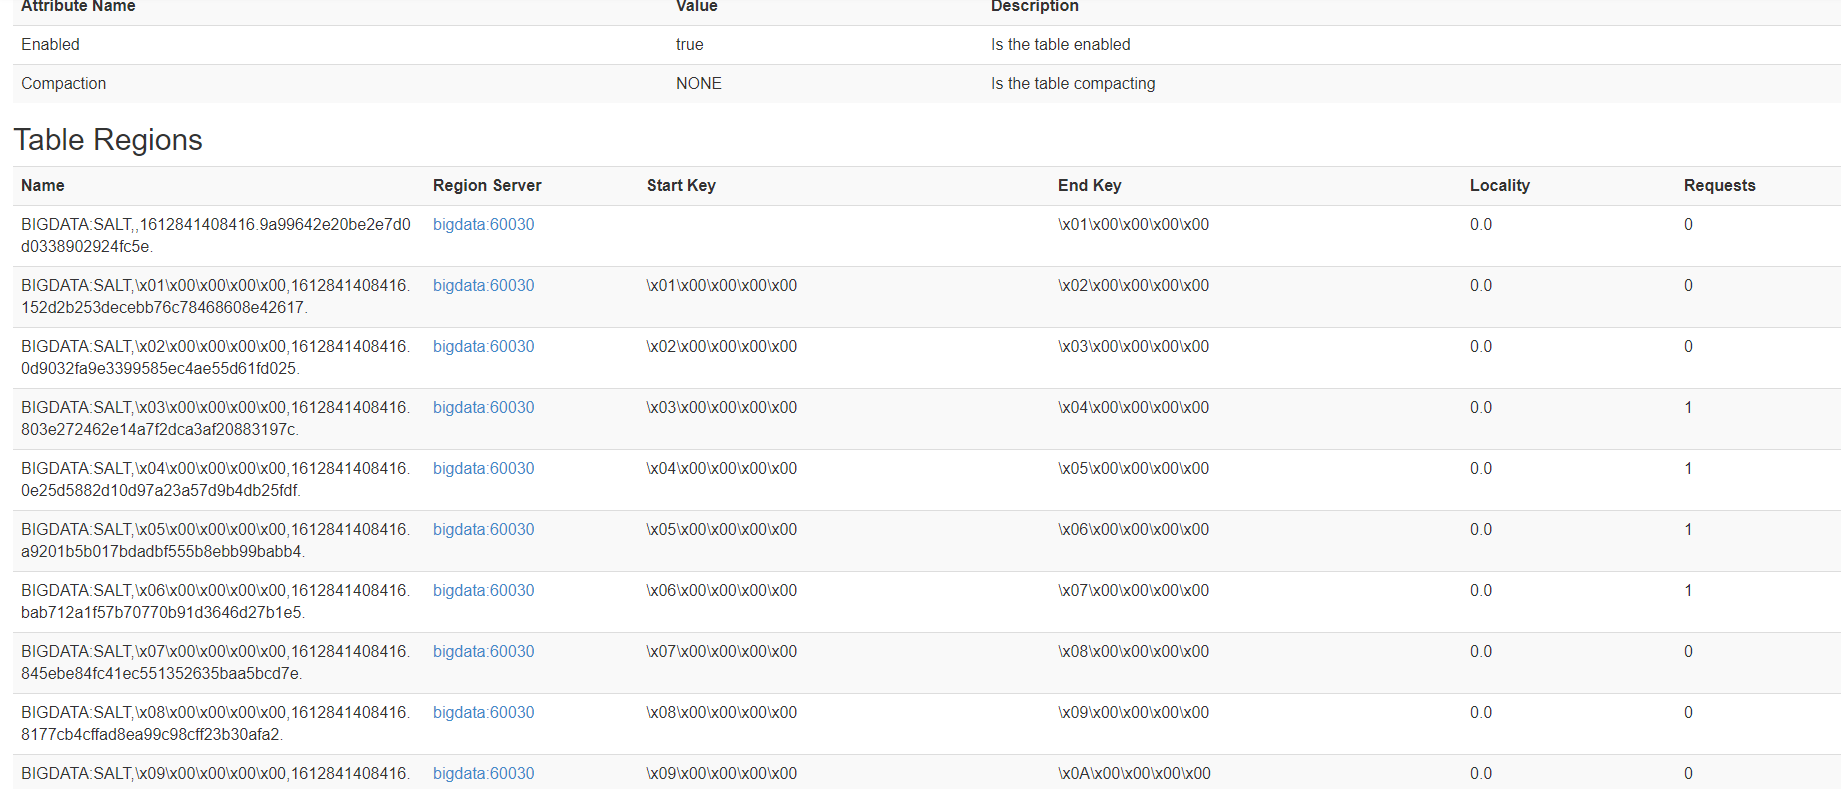 Attribute Name Value Description
Enabled true Is the table enabled
Compaction NONE Is the table compacting
Table Regions
Name Region Server Start Key End Key Locality Requests
BIGDATA:SALT,,1612841408416.9a99642e20be2e7d0 bigdata:60030 \x01\x00\x00\x00\x00 0.0 0
d0338902924fc5e.
BIGDATA:SALT,\x01\x00\x00\x00\x00,1612841408416. bigdata:60030 \x01\x00\x00\x00\x00 \x02\x00\x00\x00\x00 0.0 0
152d2b253decebb76c78468608e42617.
BIGDATA:SALT,\x02\x00\x00\x00\x00,1612841408416. bigdata:60030 \x02\x00\x00\x00\x00 \x03\x00\x00\x00\x00 0.0 0
0d9032fa9e3399585ec4ae55d61fd025.
BIGDATA:SALT,\x03\x00\x00\x00\x00,1612841408416. bigdata:60030 \x03\x00\x00\x00\x00 \x04\x00\x00\x00\x00 0.0 1
803e272462e14a7f2dca3af20883197c.
BIGDATA:SALT,\x04\x00\x00\x00\x00,1612841408416. bigdata:60030 \x04\x00\x00\x00\x00 \x05\x00\x00\x00\x00 0.0 1
0e25d5882d10d97a23a57d9b4db25fdf.
BIGDATA:SALT,\x05\x00\x00\x00\x00,1612841408416. bigdata:60030 \x05\x00\x00\x00\x00 \x06\x00\x00\x00\x00 0.0 1
a9201b5b017bdadbf555b8ebb99babb4.
BIGDATA:SALT,\x06\x00\x00\x00\x00,1612841408416. bigdata:60030 \x06\x00\x00\x00\x00 \x07\x00\x00\x00\x00 0.0 1
bab712a1f57b70770b91d3646d27b1e5.
BIGDATA:SALT,\x07\x00\x00\x00\x00,1612841408416. bigdata:60030 \x07\x00\x00\x00\x00 \x08\x00\x00\x00\x00 0.0 0
845ebe84fc41ec551352635baa5bcd7e.
BIGDATA:SALT,\x08\x00\x00\x00\x00,1612841408416. bigdata:60030 \x08\x00\x00\x00\x00 \x09\x00\x00\x00\x00 0.0 0
8177cb4cffad8ea99c98cff23b30afa2.
BIGDATA:SALT,\x09\x00\x00\x00\x00,1612841408416. bigdata:60030 \x09\x00\x00\x00\x00 \x0A\x00\x00\x00\x00 0.0 0